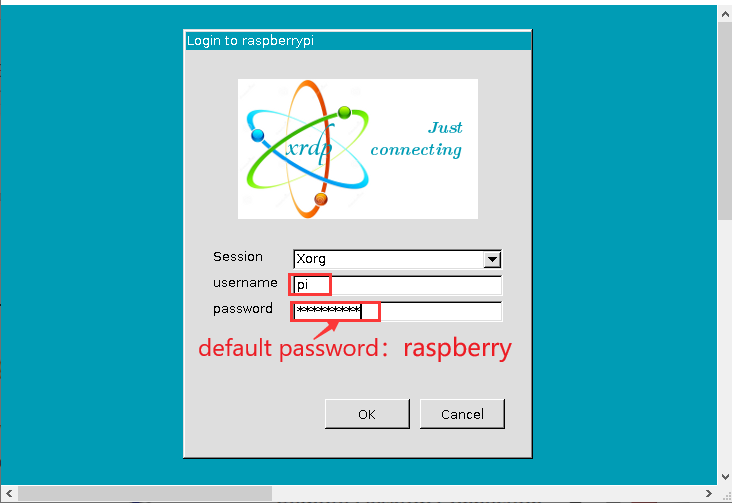 Login to raspberrypi
xrdp
Just
connecting
Session
Xorg
username
pi
password
*********
default password：raspberry
OK
Cancel